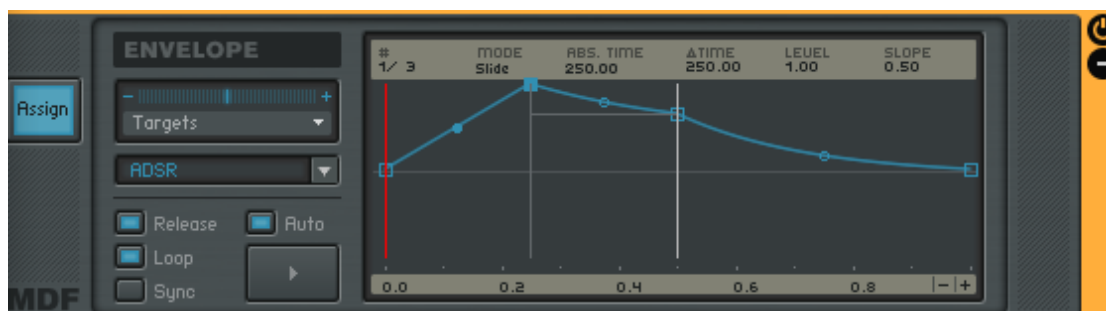 ENVELOPE
Assign
- +
Targets
ADSR
Release Auto
Loop
Sync
MDF
# MODE ABS. TIME ΔTIME LEVEL SLOPE
1/ 3 Slide 250.00 250.00 1.00 0.50
0.0 0.2 0.4 0.6 0.8 - +